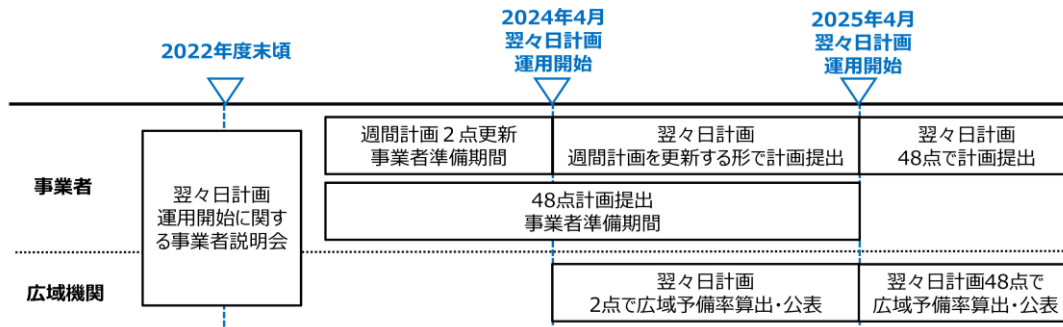 2022年度末頃
2024年4月
翌々日計画
運用開始
2025年4月
翌々日計画
運用開始
事業者
翌々日計画
運用開始に関す
る事業者説明会
週間計画２点更新
事業者準備期間
翌々日計画
週間計画を更新する形で計画提出
翌々日計画
48点で計画提出
48点計画提出
事業者準備期間
広域機関
翌々日計画
2点で広域予備率算出・公表
翌々日計画48点で
広域予備率算出・公表